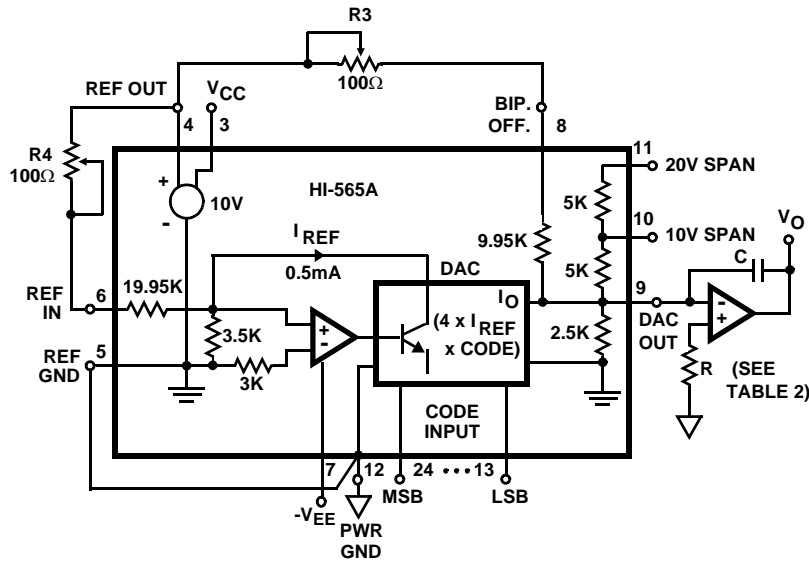 R3
100Ω
REF OUT
VCC
4
3
BIP.
OFF.
8
R4
100Ω
11
20V SPAN
HI-565A
+
-
10V
5K
10
10V SPAN
VO
IREF
0.5mA
9.95K
5K
C
6
REF
IN
19.95K
DAC
IO
9
DAC
OUT
-
+
3.5K
+
-
(4 x IREF
x CODE)
2.5K
5
REF
GND
3K
R
(SEE
TABLE 2)
CODE
INPUT
7
12
24 ••••13
-VEE
PWR
GND
MSB
LSB